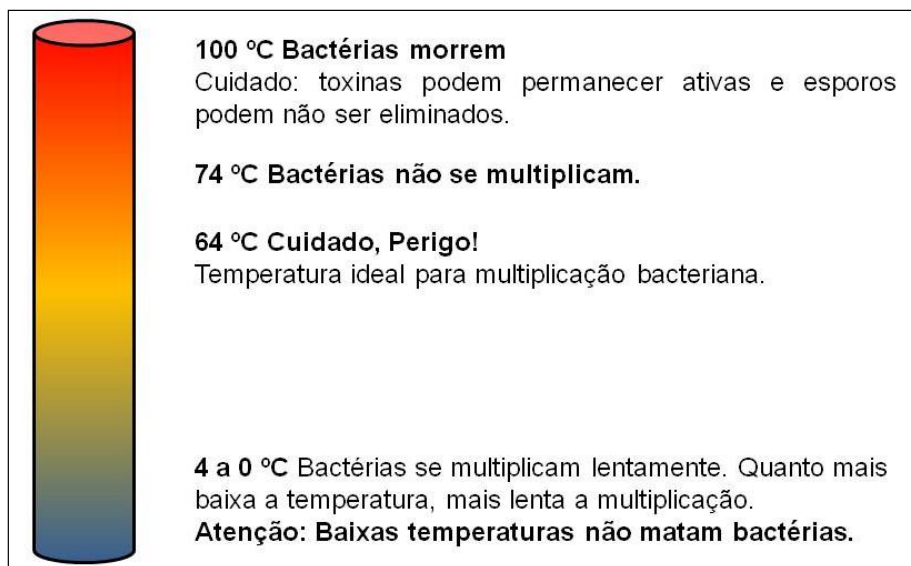 100 ºC Bactérias morrem
Cuidado: toxinas podem permanecer ativas e esporos
podem não ser eliminados.
74 ºC Bactérias não se multiplicam.
64 ºC Cuidado, Perigo!
Temperatura ideal para multiplicação bacteriana.
4 a 0 ºC Bactérias se multiplicam lentamente. Quanto mais
baixa a temperatura, mais lenta a multiplicação.
Atenção: Baixas temperaturas não matam bactérias.